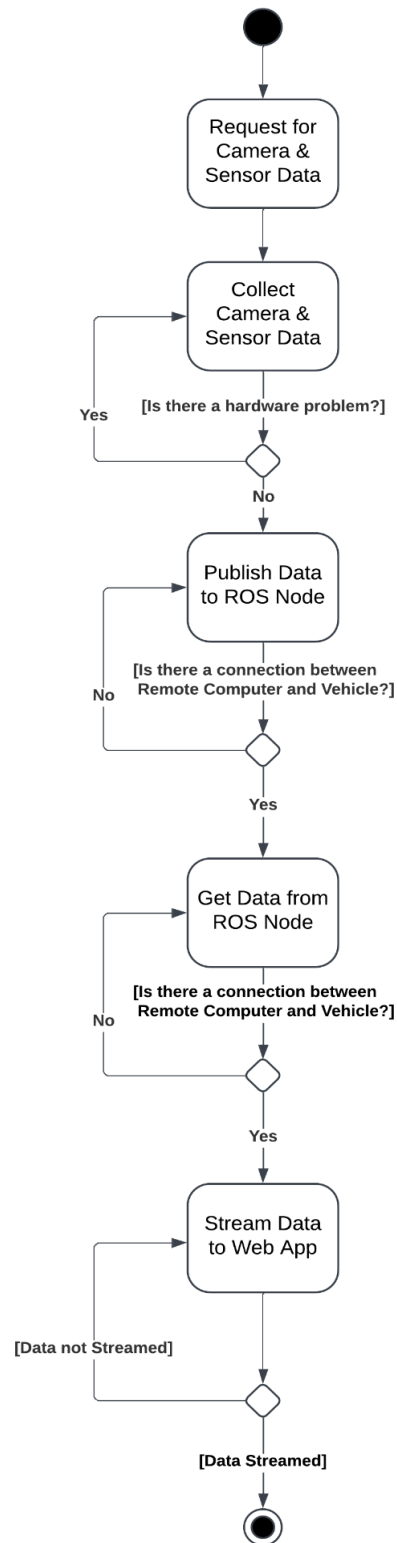 Request for
Camera &
Sensor Data
Collect
Camera &
Sensor Data
[Is there a hardware problem?]
Yes
No
Publish Data
to ROS Node
[Is there a connection between
Remote Computer and Vehicle?]
No
Yes
Get Data from
ROS Node
[Is there a connection between
Remote Computer and Vehicle?]
No
Yes
Stream Data
to Web App
[Data not Streamed]
[Data Streamed]